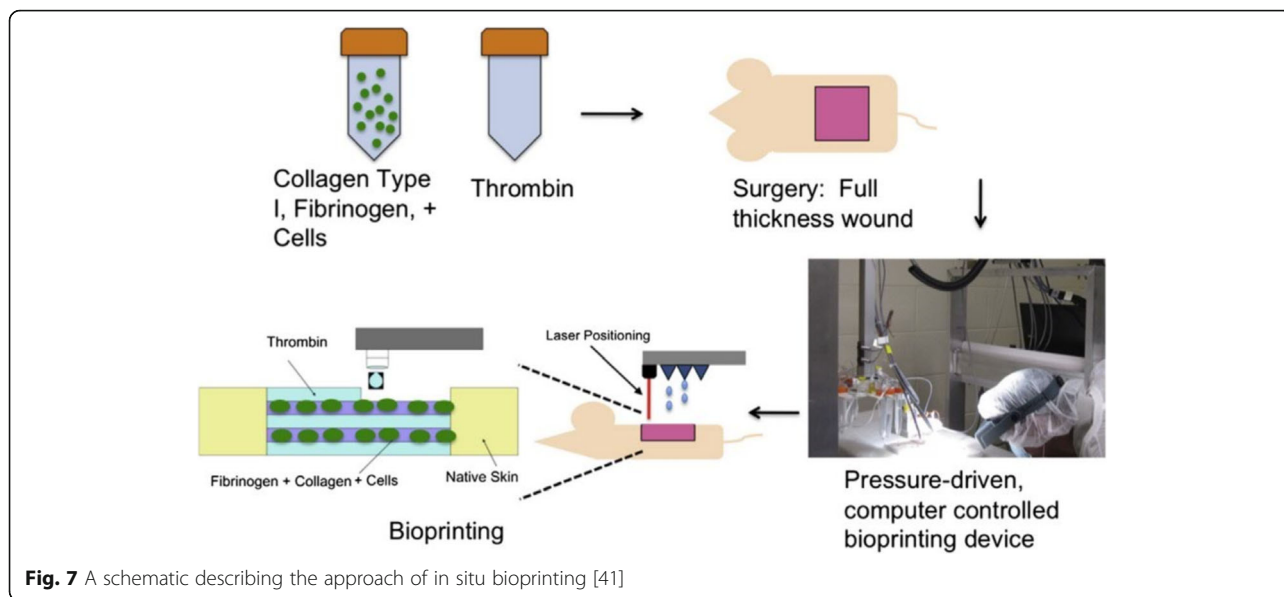 Collagen Type
I, Fibrinogen, +
Cells
Thrombin
Surgery: Full
thickness wound
Pressure-driven,
computer controlled
bioprinting device
Laser Positioning
Thrombin
Fibrinogen + Collagen + Cells
Native Skin
Bioprinting
Fig. 7 A schematic describing the approach of in situ bioprinting [41]